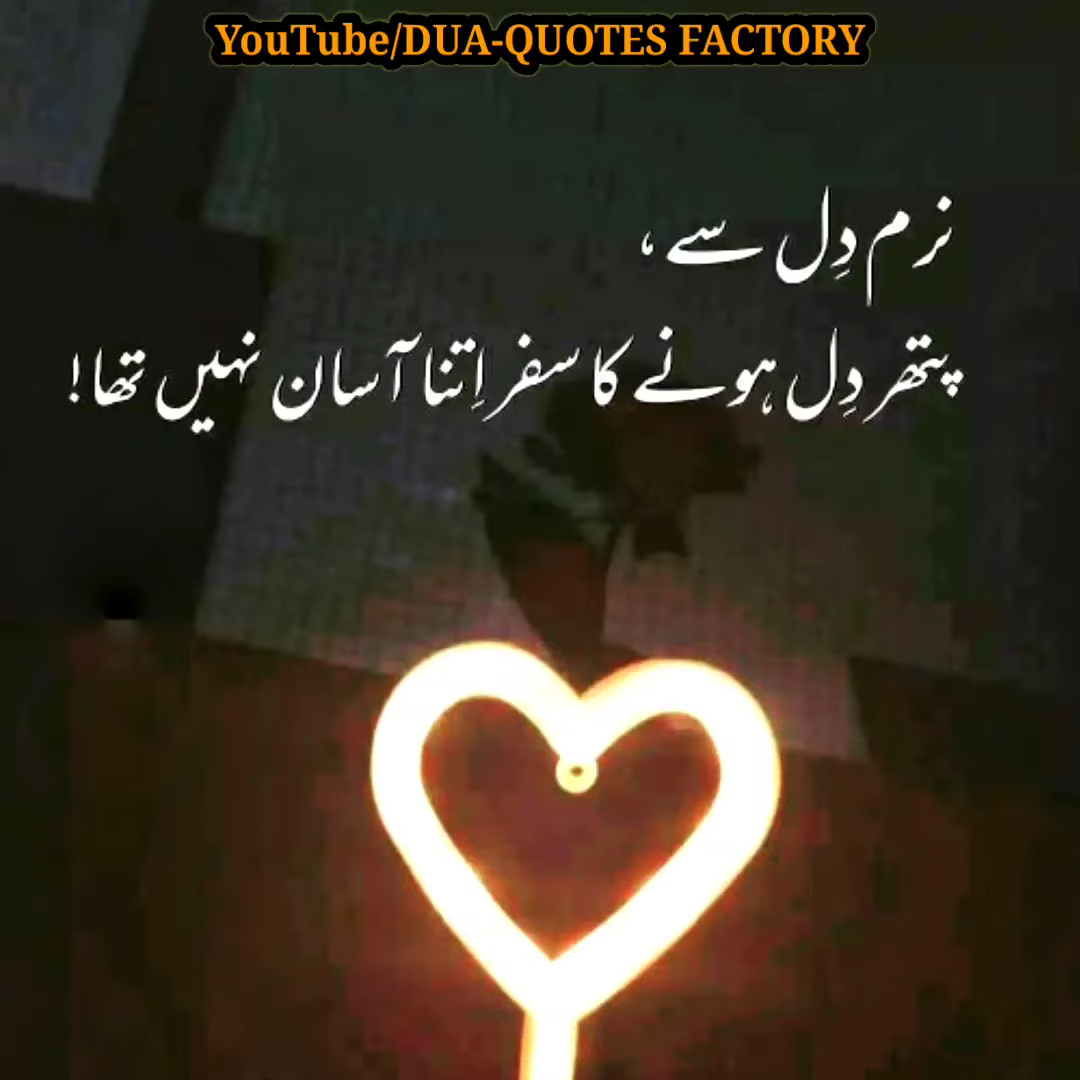 YouTube/DUA-QUOTES FACTORY
نرم دِل سے،
پتھر دِل ہونے کا سفر اِتنا آسان نہیں تھا!